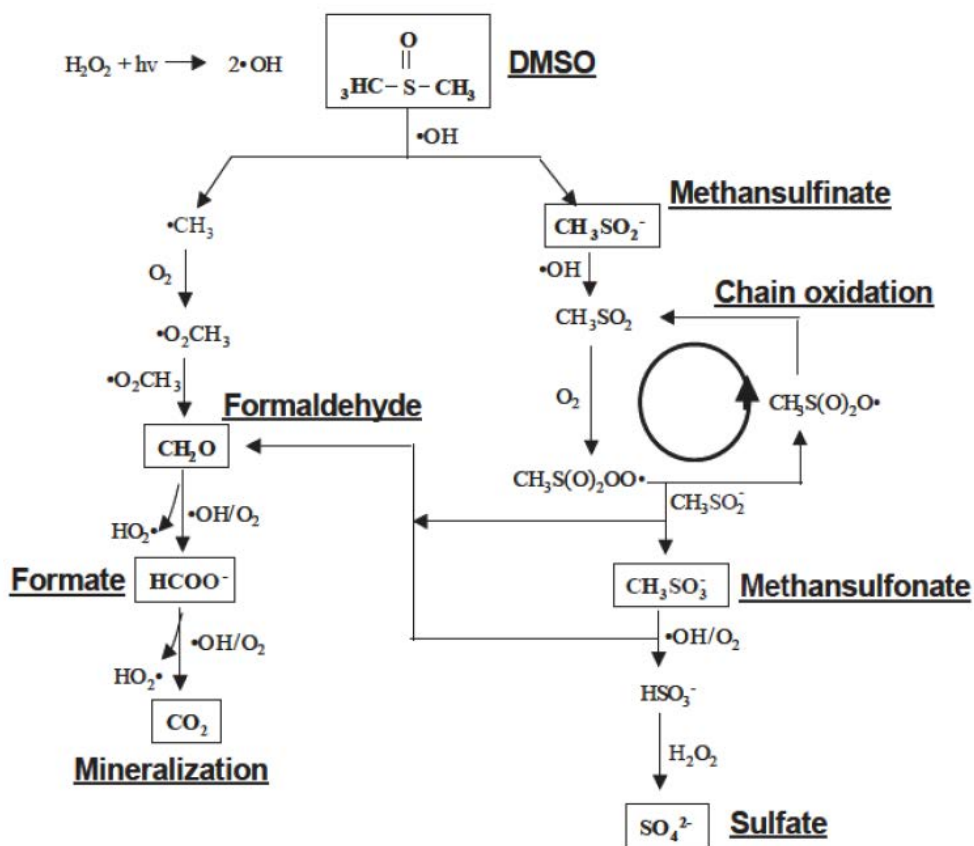 H₂O₂ + hv → 2•OH
O
||
₃HC – S – CH₃
DMSO
•OH
•CH₃
Methansulfinate
CH₃SO₂⁻
O₂
•OH
Chain oxidation
•O₂CH₃
CH₃SO₂
•O₂CH₃
O₂
CH₃S(O)₂O•
Formaldehyde
CH₂O
CH₃S(O)₂OO•
CH₃SO₂⁻
HO₂•
•OH/O₂
Formate
HCOO⁻
CH₃SO₃⁻
Methansulfonate
•OH/O₂
•OH/O₂
HO₂•
HSO₃⁻
CO₂
Mineralization
H₂O₂
SO₄²⁻
Sulfate